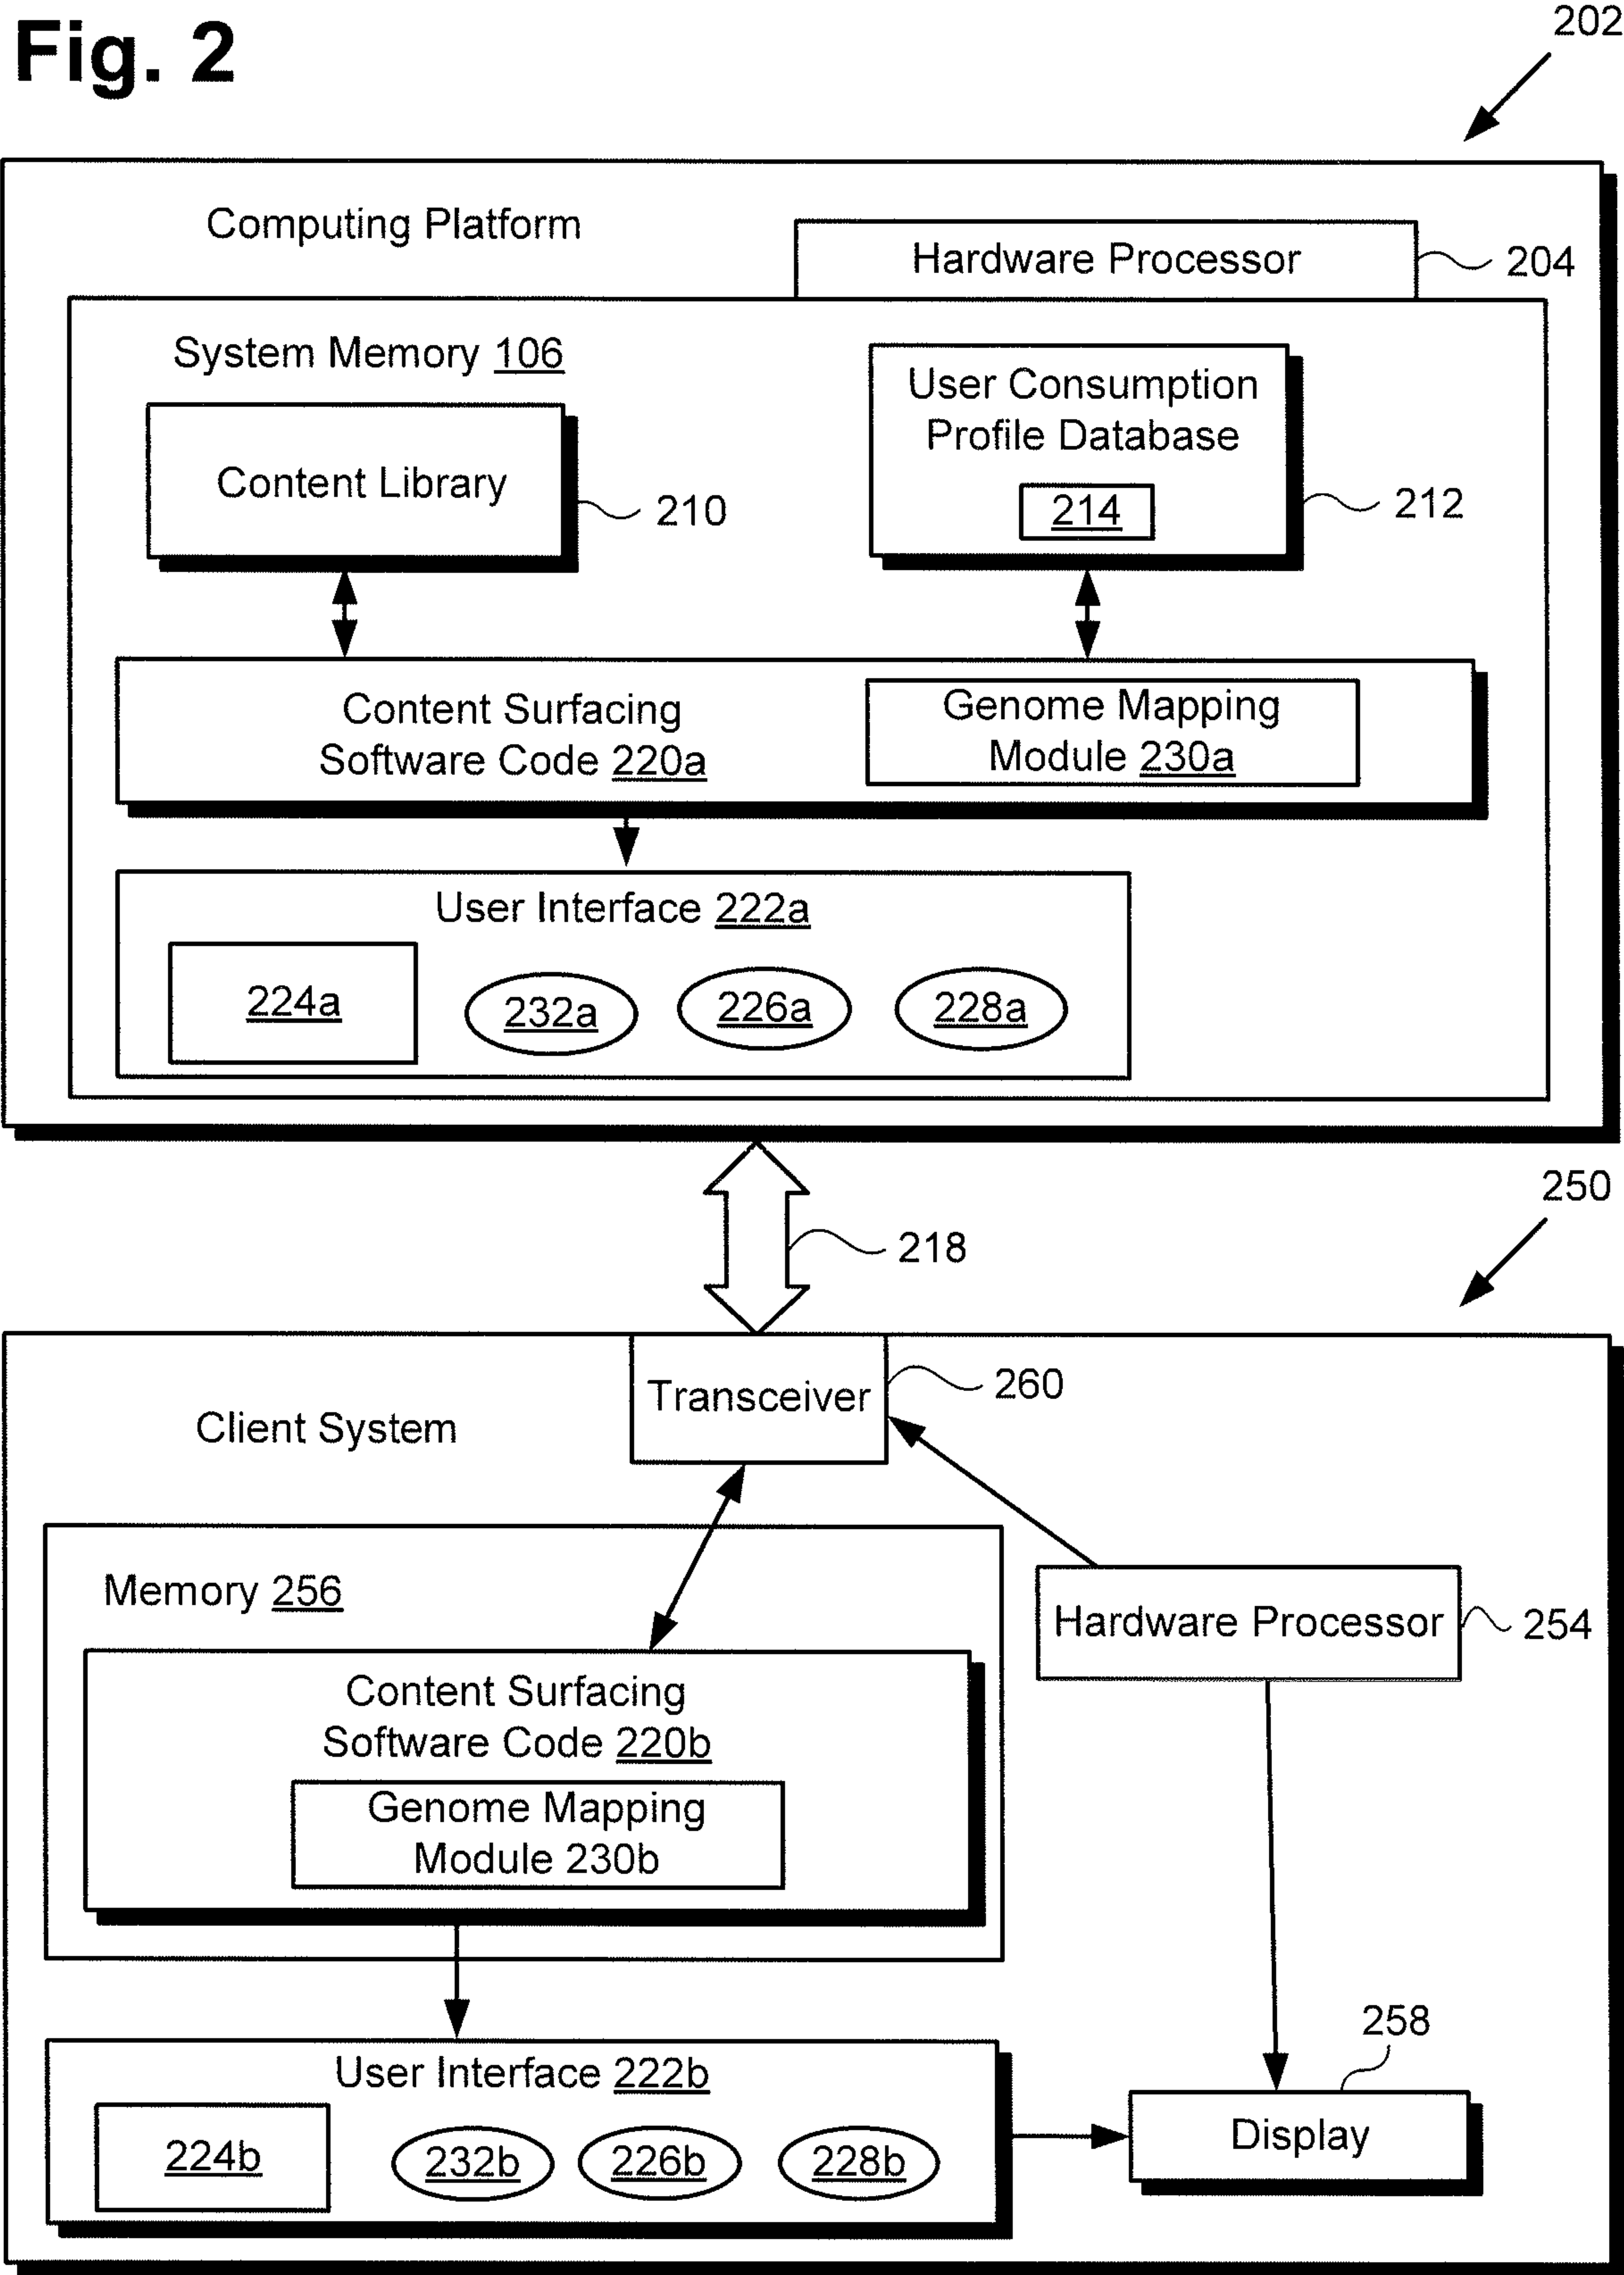 Fig. 2
202
Computing Platform
Hardware Processor
204
System Memory 106
User Consumption
Profile Database
214
212
Content Library
210
Content Surfacing
Software Code 220a
Genome Mapping
Module 230a
User Interface 222a
224a
232a
226a
228a
218
250
Transceiver
260
Client System
Memory 256
Hardware Processor
254
Content Surfacing
Software Code 220b
Genome Mapping
Module 230b
User Interface 222b
224b
232b
226b
228b
258
Display